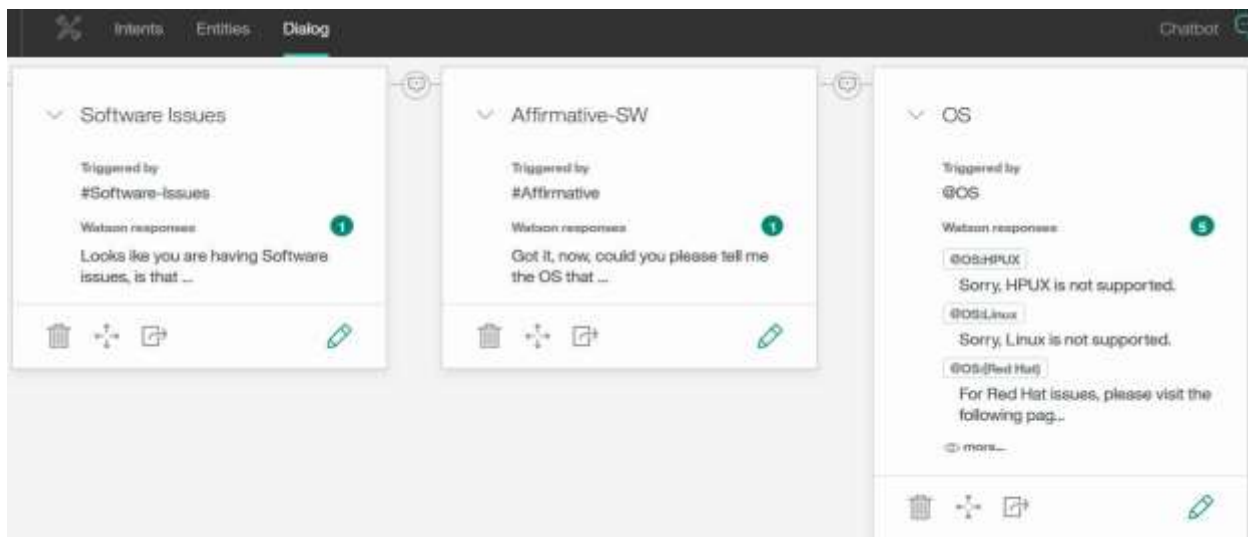 Intents Entities Dialog Chatbot
Software Issues
Triggered by
#Software-Issues
Watson responses 1
Looks like you are having Software
issues, is that ...
Affirmative-SW
Triggered by
#Affirmative
Watson responses 1
Got it, now, could you please tell me
the OS that ...
OS
Triggered by
@OS
Watson responses 5
@OS:HPUX
Sorry, HPUX is not supported.
@OS:Linux
Sorry, Linux is not supported.
@OS:(Red Hat)
For Red Hat issues, please visit the
following pag...
more...